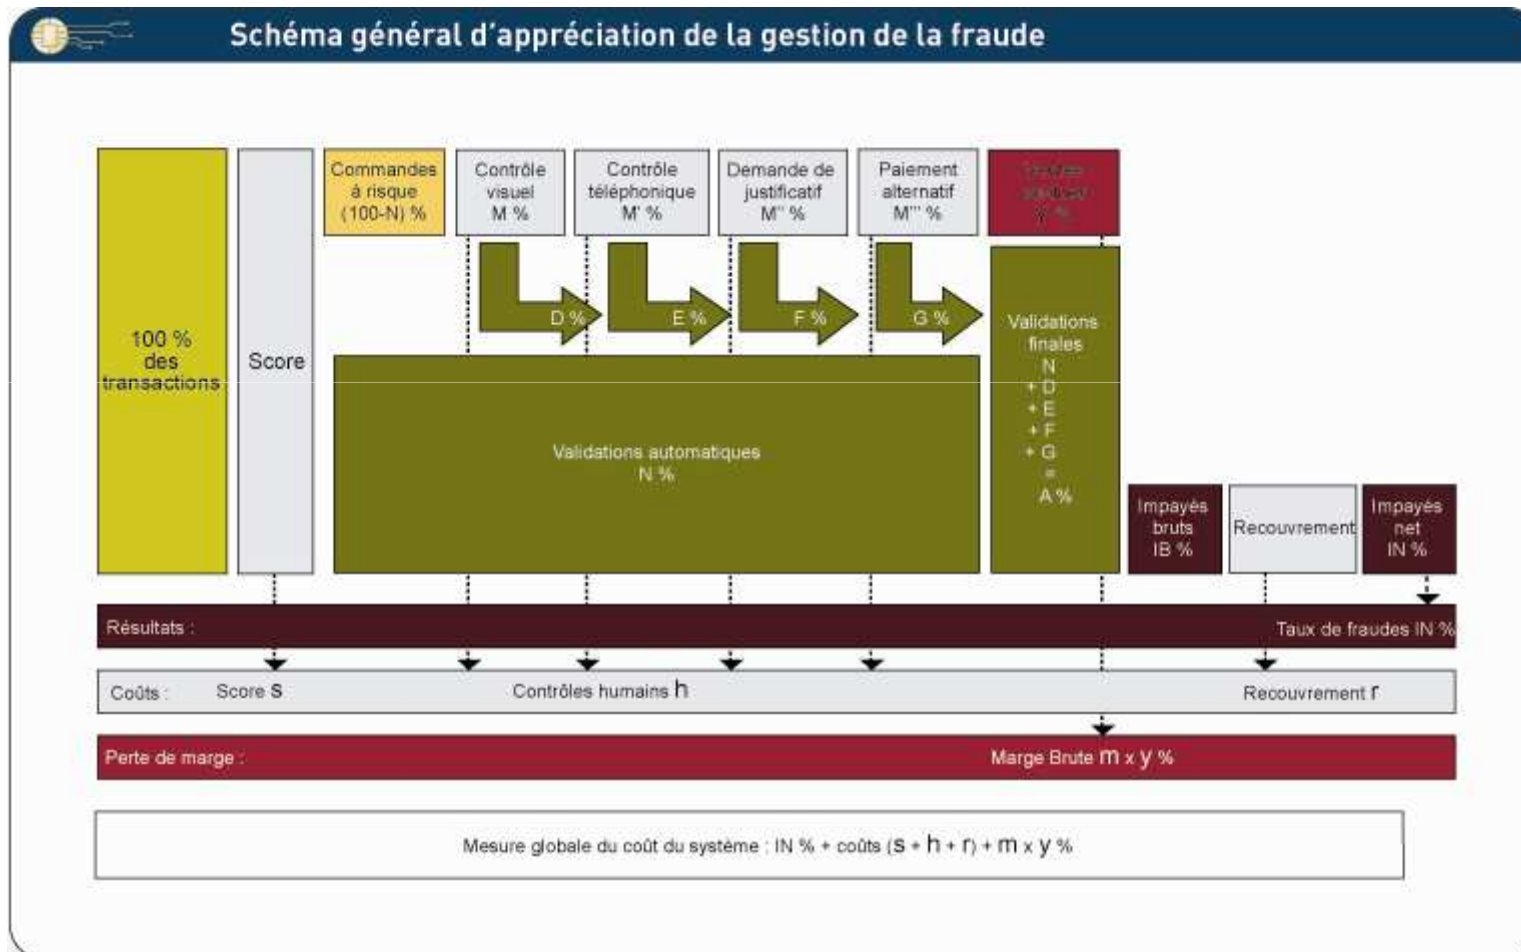 Schéma général d'appréciation de la gestion de la fraude
100 %
des
transactions
Score
Commandes
à risque
(100-N) %
Contrôle
visuel
M %
Contrôle
téléphonique
M' %
Demande de
justificatif
M'' %
Paiement
alternatif
M''' %
%
D %
E %
F %
G %
Validations automatiques
N %
Validations
finales
N
+ D
+ E
+ F
+ G
=
A %
Impayés
bruts
IB %
Recouvrement
Impayés
net
IN %
Résultats :
Taux de fraudes IN %
Coûts :
Score s
Contrôles humains h
Recouvrement r
Perte de marge :
Marge Brute m x y %
Mesure globale du coût du système : IN % + coûts (s + h + r) + m x y %